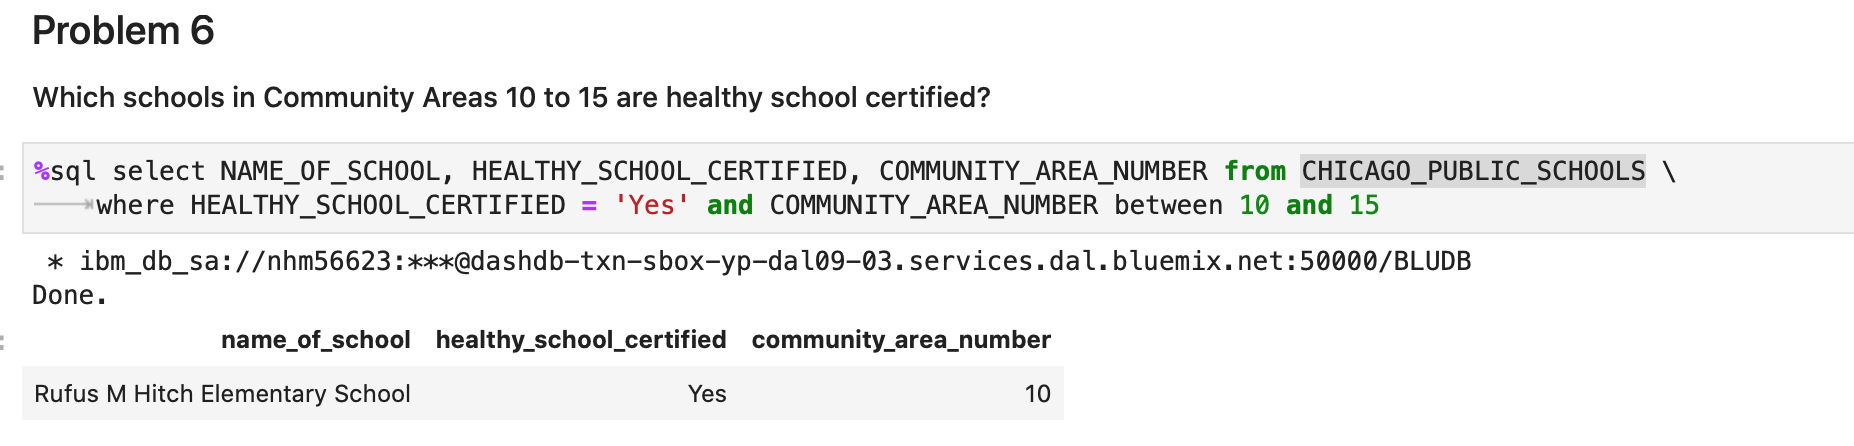 Problem 6
Which schools in Community Areas 10 to 15 are healthy school certified?
%sql select NAME_OF_SCHOOL, HEALTHY_SCHOOL_CERTIFIED, COMMUNITY_AREA_NUMBER from CHICAGO_PUBLIC_SCHOOLS \
where HEALTHY_SCHOOL_CERTIFIED = 'Yes' and COMMUNITY_AREA_NUMBER between 10 and 15
* ibm_db_sa://nhm56623:***@dashdb-txn-sbox-yp-dal09-03.services.dal.bluemix.net:50000/BLUDB
Done.
name_of_school healthy_school_certified community_area_number
Rufus M Hitch Elementary School Yes 10